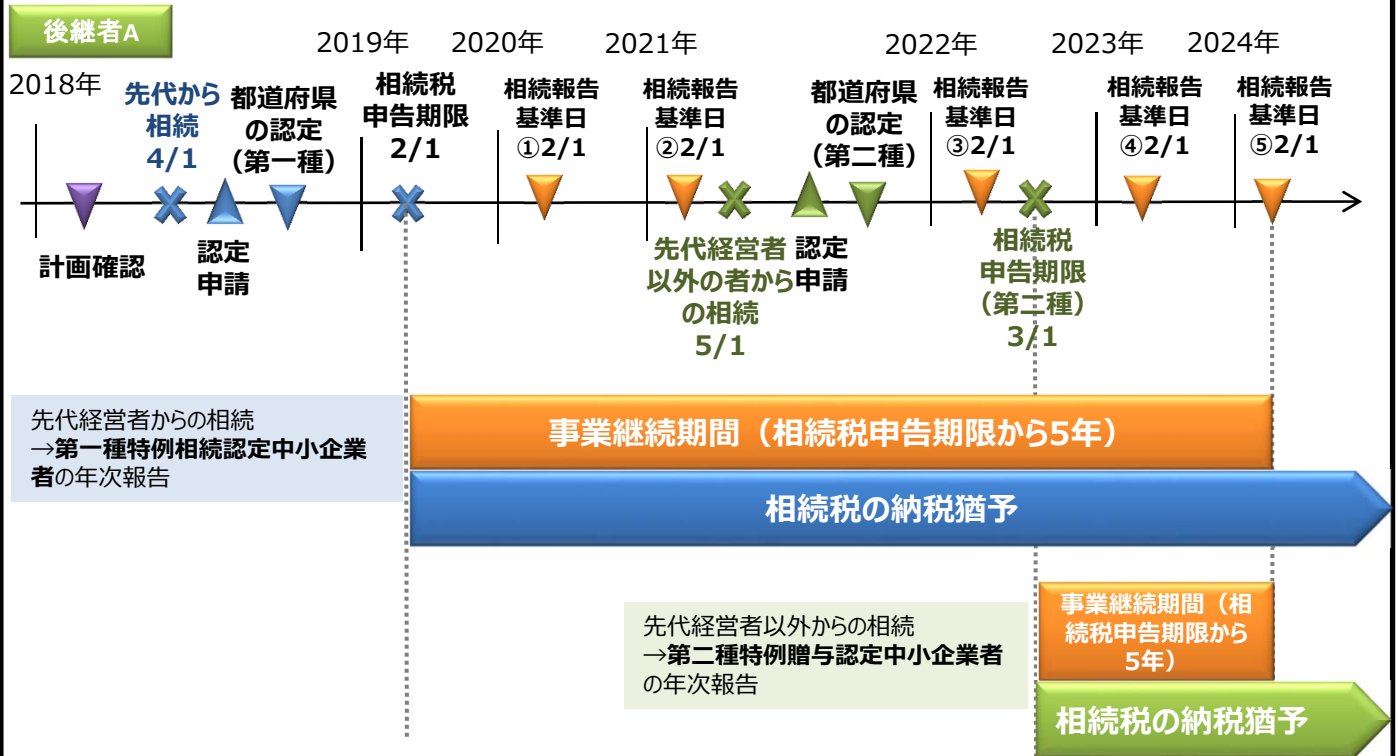 後継者A
2018年
2019年
2020年
2021年
2022年
2023年
2024年
先代から
相続
4/1
都道府県
の認定
(第一種)
相続税
申告期限
2/1
相続報告
基準日
①2/1
相続報告
基準日
②2/1
都道府県
の認定
(第二種)
相続報告
基準日
③2/1
相続報告
基準日
④2/1
相続報告
基準日
⑤2/1
計画確認
認定
申請
先代経営者
以外の者から
の相続
5/1
認定
申請
相続税
申告期限
(第二種)
3/1
先代経営者からの相続
→第一種特例相続認定中小企業
者の年次報告
事業継続期間(相続税申告期限から5年)
相続税の納税猶予
先代経営者以外からの相続
→第二種特例贈与認定中小企業者
の年次報告
事業継続期間(相
続税申告期限から
5年)
相続税の納税猶予